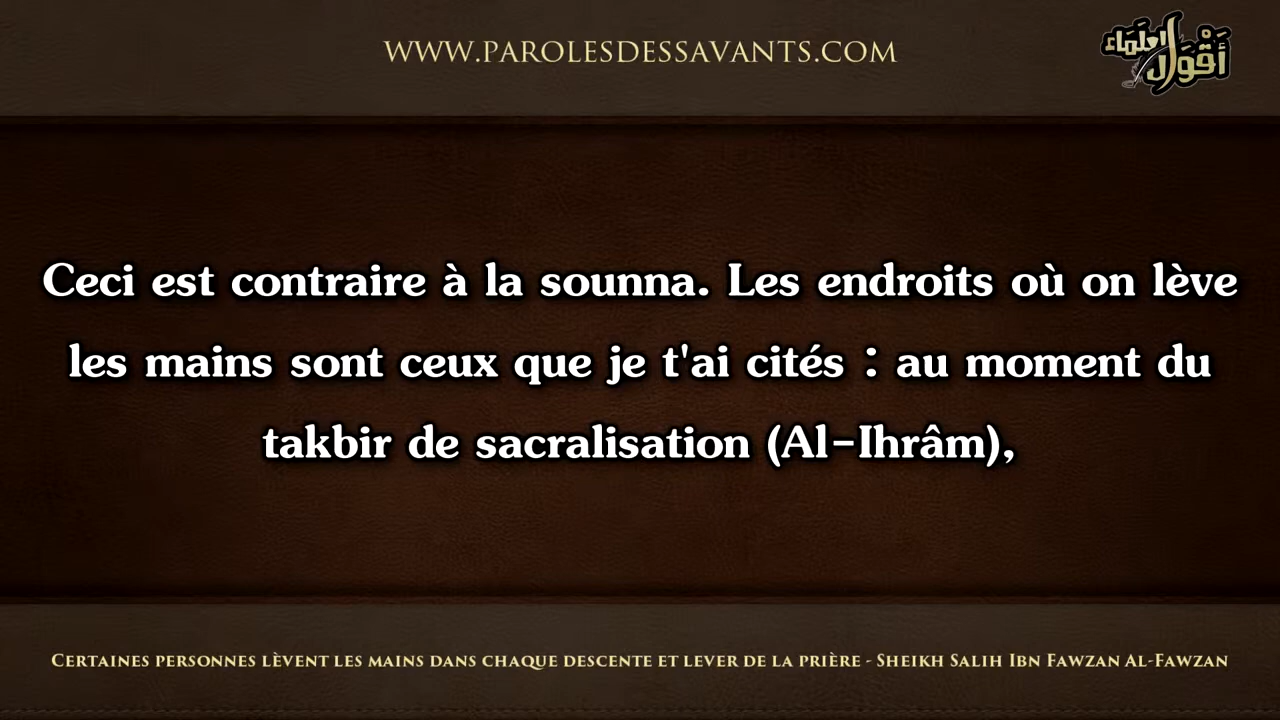 WWW.PAROLESDESSAVANTS.COM
أقوال العلماء
Ceci est contraire à la sounna. Les endroits où on lève
les mains sont ceux que je t'ai cités : au moment du
takbir de sacralisation (Al-Ihrâm),
CERTAINES PERSONNES LÈVENT LES MAINS DANS CHAQUE DESCENTE ET LEVER DE LA PRIÈRE - SHEIKH SALIH IBN FAWZAN AL-FAWZAN